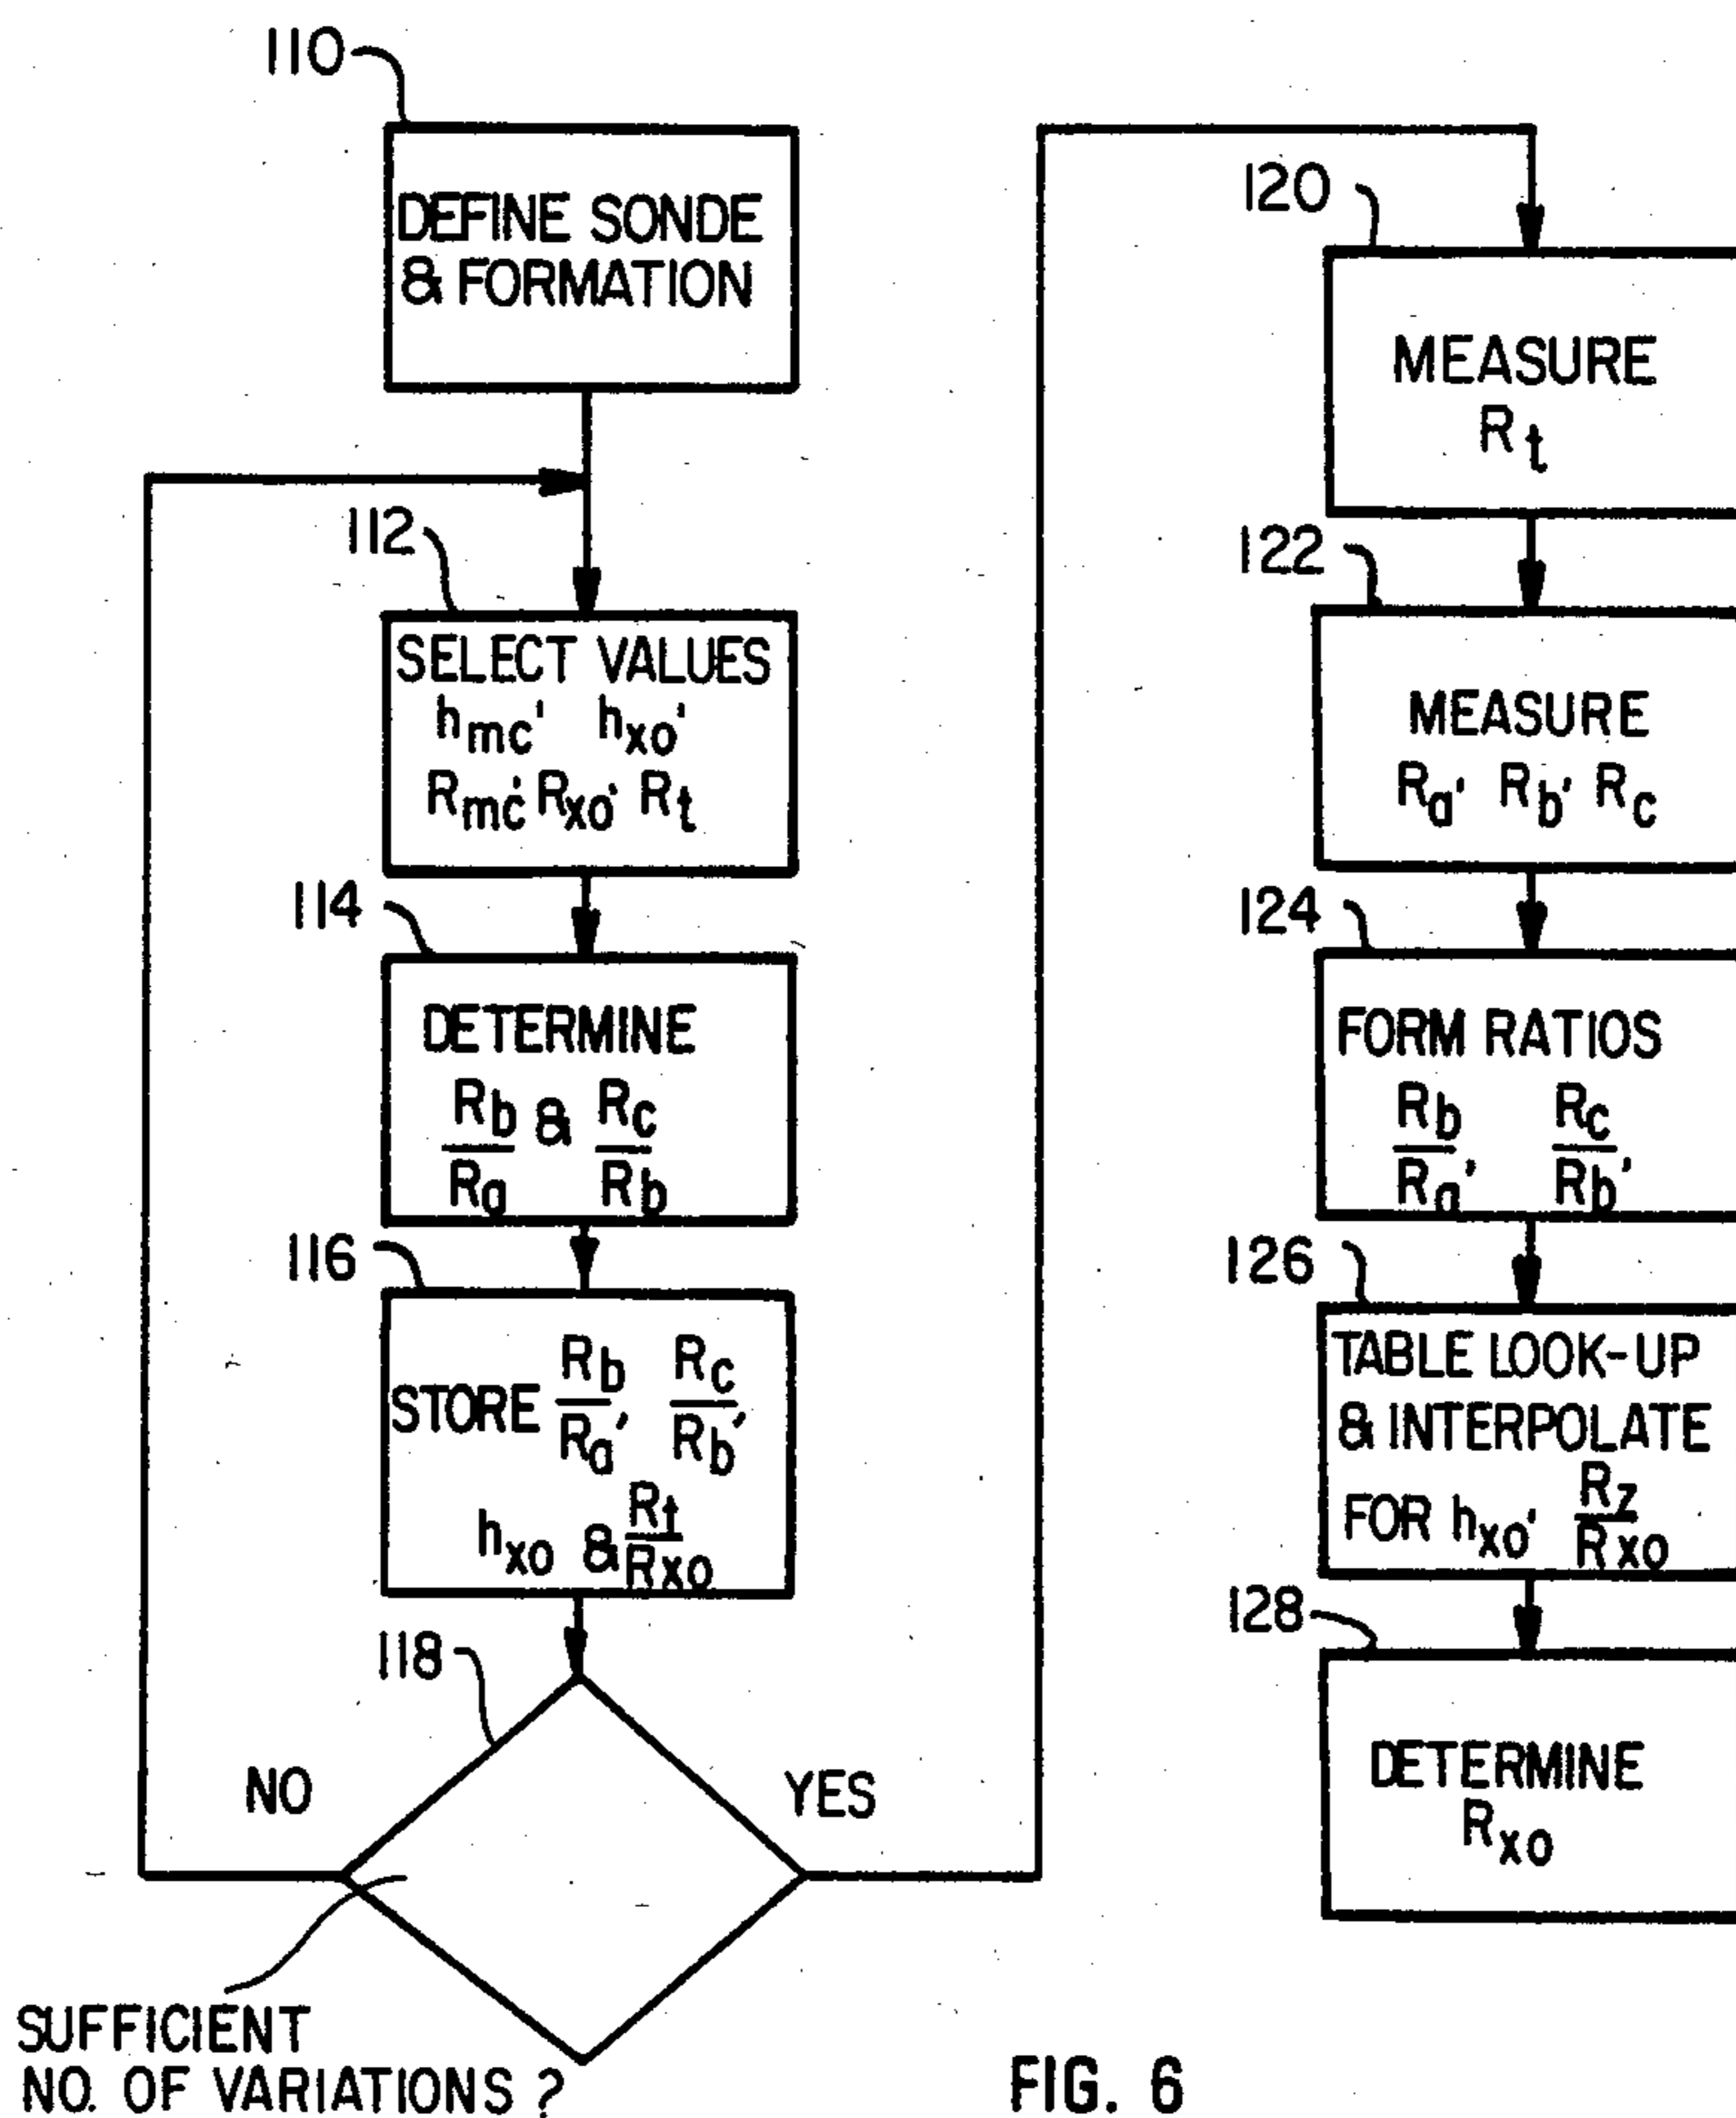 110
DEFINE SONDE
& FORMATION
112
SELECT VALUES
hmc' hxo'
Rmc' Rxo' Rt
114
DETERMINE
Rb/Ra & Rc/Rb
116
STORE Rb/Ra' Rc/Rb'
hxo & Rt/Rxo
118
NO
YES
SUFFICIENT
NO. OF VARIATIONS ?
120
MEASURE
Rt
122
MEASURE
Ra' Rb' Rc
124
FORM RATIOS
Rb/Ra' Rc/Rb'
126
TABLE LOOK-UP
& INTERPOLATE
FOR hxo' Rz/Rxo
128
DETERMINE
Rxo
FIG. 6